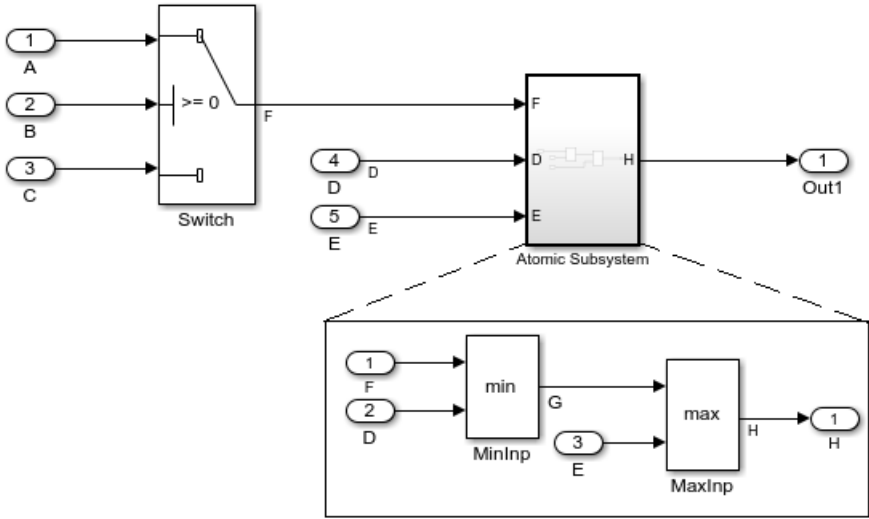 1
A
2
B
3
C
>= 0
Switch
F
4
D
D
5
E
E
F
D
E
H
Atomic Subsystem
1
Out1
1
F
2
D
min
MinInp
G
3
E
max
MaxInp
H
1
H